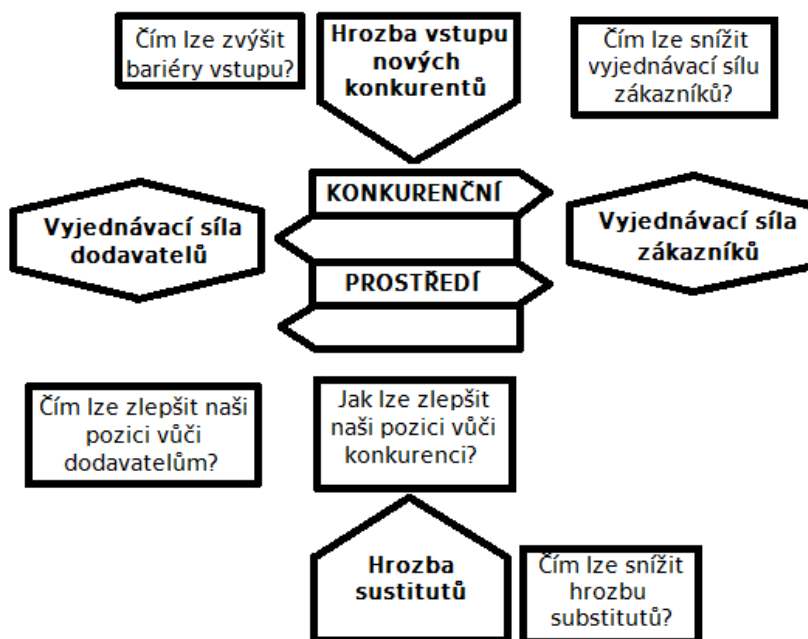 Čím lze zvýšit
bariéry vstupu?
Hrozba vstupu
nových
konkurentů
Čím lze snížit
vyjednávací sílu
zákazníků?
Vyjednávací síla
dodavatelů
KONKURENČNÍ
PROSTŘEDÍ
Vyjednávací síla
zákazníků
Čím lze zlepšit naši
pozici vůči
dodavatelům?
Jak lze zlepšit
naši pozici vůči
konkurenci?
Hrozba
sustitutů
Čím lze snížit
hrozbu
substitutů?